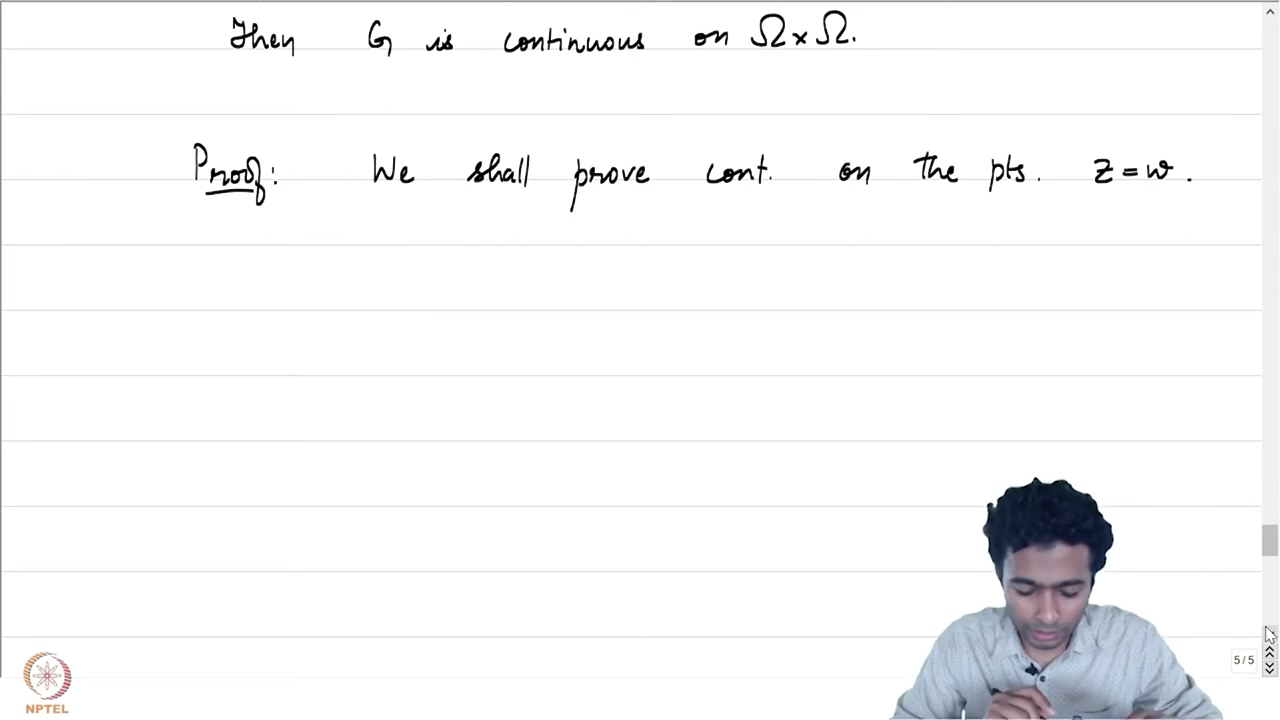 Then G is continuous on Ω×Ω.
Proof: We shall prove cont. on the pts. z = w.
5 / 5
NPTEL